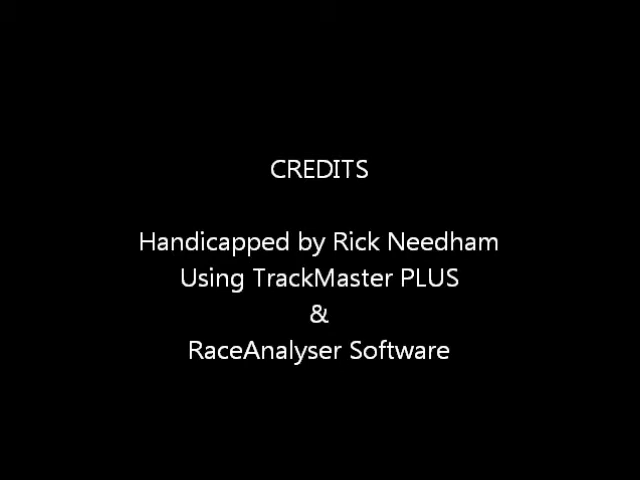 CREDITS
Handicapped by Rick Needham
Using TrackMaster PLUS
&
RaceAnalyser Software